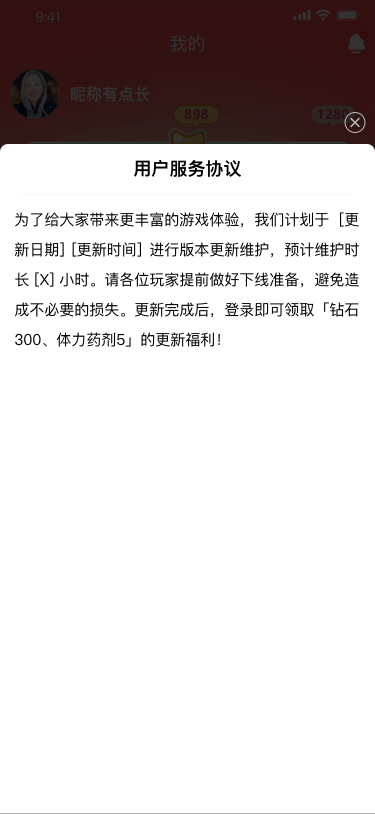 9:41
我的
昵称有点长
898
1280
用户服务协议
为了给大家带来更丰富的游戏体验，我们计划于［更
新日期] [更新时间］进行版本更新维护，预计维护时
长 [X] 小时。请各位玩家提前做好下线准备，避免造
成不必要的损失。更新完成后，登录即可领取「钻石
300、体力药剂5」的更新福利！